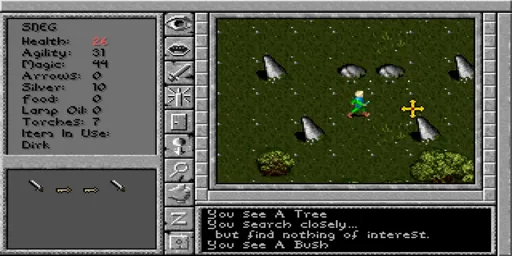 SNEG
Health: 26
Agility: 31
Magic: 44
Arrows: 0
Silver: 10
Food: 0
Lamp Oil: 0
Torches: 7
Item In Use:
Dirk
F
Z
You see A Tree
You search closely...
but find nothing of interest.
You see A Bush